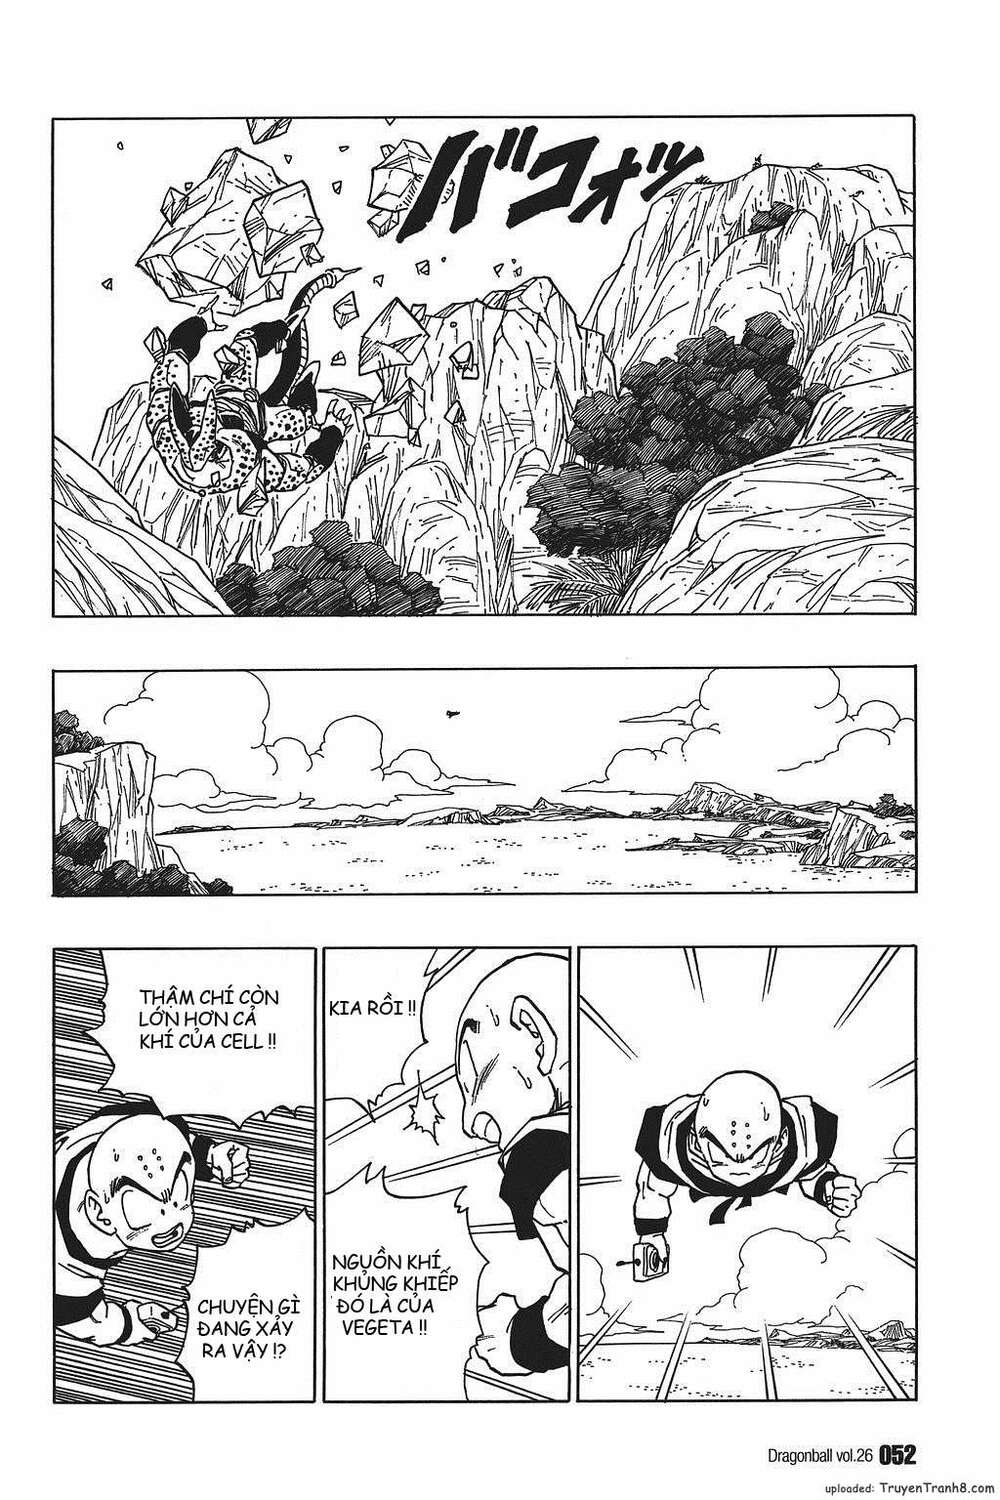 バコォッ
KIA RỒI !!
NGUỒN KHÍ
KHỦNG KHIẾP
ĐÓ LÀ CỦA
VEGETA !!
THẬM CHÍ CÒN
LỚN HƠN CẢ
KHÍ CỦA CELL !!
CHUYỆN GÌ
ĐANG XẢY
RA VẬY !?
Dragonball vol.26 052
uploaded: TruyenTranh8.com